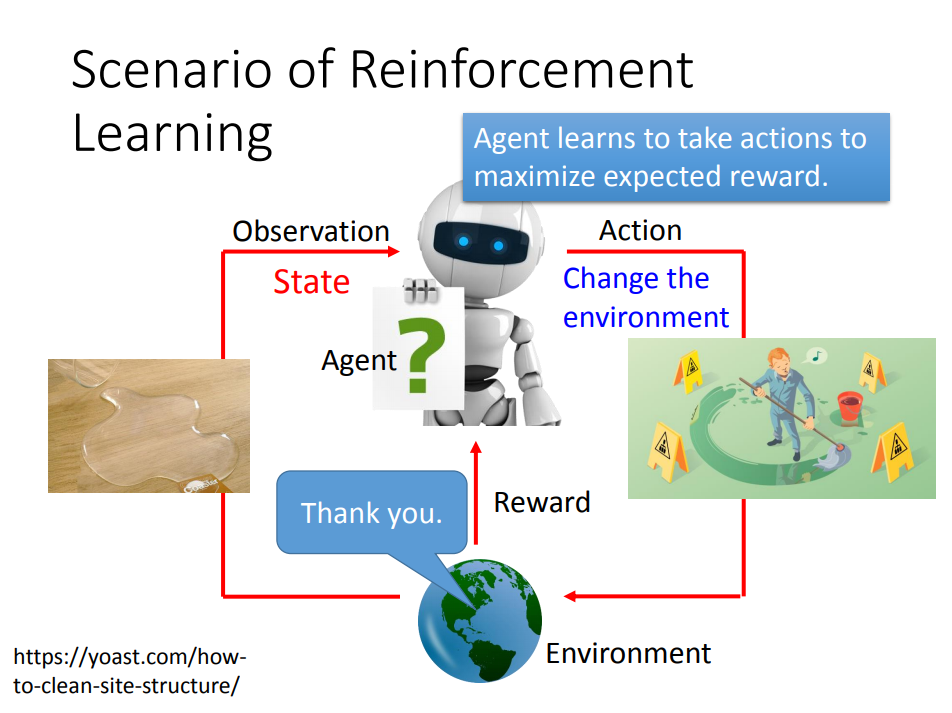 Scenario of Reinforcement
Learning
Agent learns to take actions to
maximize expected reward.
Observation
Action
State
Change the
environment
Agent
?
Thank you.
Reward
Environment
https://yoast.com/how-
to-clean-site-structure/